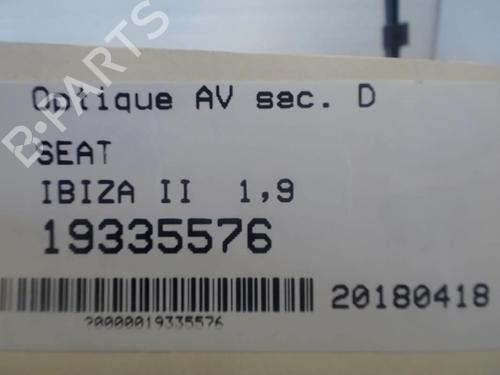 Optique AV sec. D
SEAT
IBIZA II 1,9
19335576
20180418
20000019335576
B-PARTS